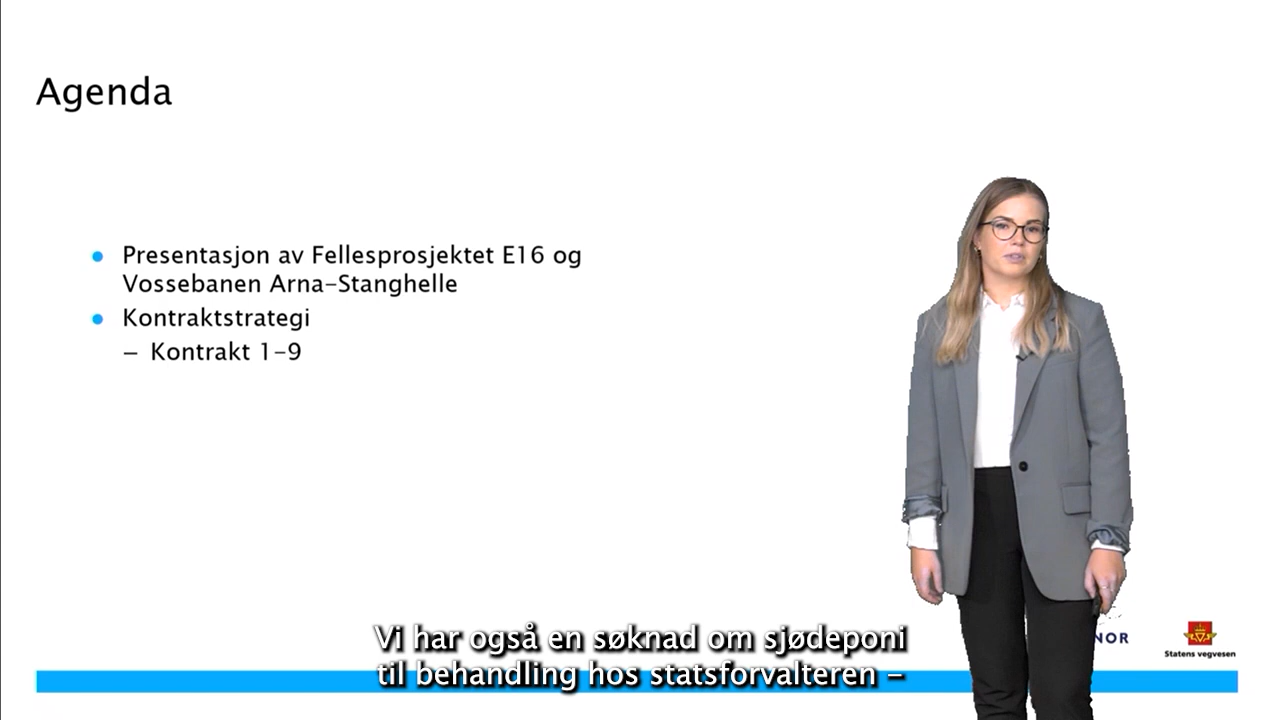 Agenda
Presentasjon av Fellesprosjektet E16 og
Vossebanen Arna-Stanghelle
Kontraktstrategi
– Kontrakt 1-9
Vi har også en søknad om sjødeponi
til behandling hos statsforvalteren –
NOR
Statens vegvesen